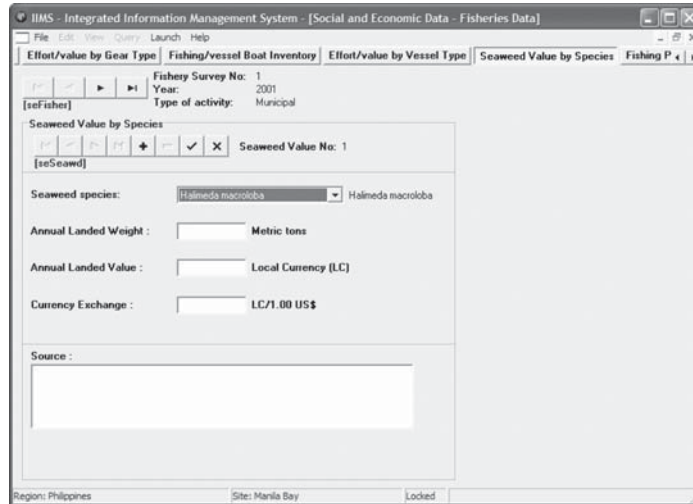 IIMS - Integrated Information Management System - [Social and Economic Data - Fisheries Data]
File Edit View Query Launch Help
Effort/value by Gear Type Fishing/vessel Boat Inventory Effort/value by Vessel Type Seaweed Value by Species Fishing P
Fishery Survey No: 1
Year: 2001
[seFisher] Type of activity: Municipal
Seaweed Value by Species
Seaweed Value No: 1
[seSeawd]
Seaweed species: Halimeda macroloba Halimeda macroloba
Annual Landed Weight : Metric tons
Annual Landed Value : Local Currency (LC)
Currency Exchange : LC/1.00 US$
Source :
Region: Philippines Site: Manila Bay Locked